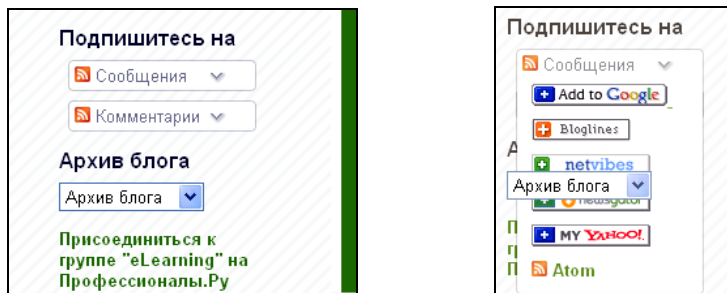 Подпишитесь на
Сообщения
Комментарии
Архив блога
Архив блога
Присоединиться к
группе "eLearning" на
Профессионалы.Ру
Подпишитесь на
Сообщения
Add to Google
Bloglines
netvibes
Архив блога
newsgator
MY YAHOO!
Atom